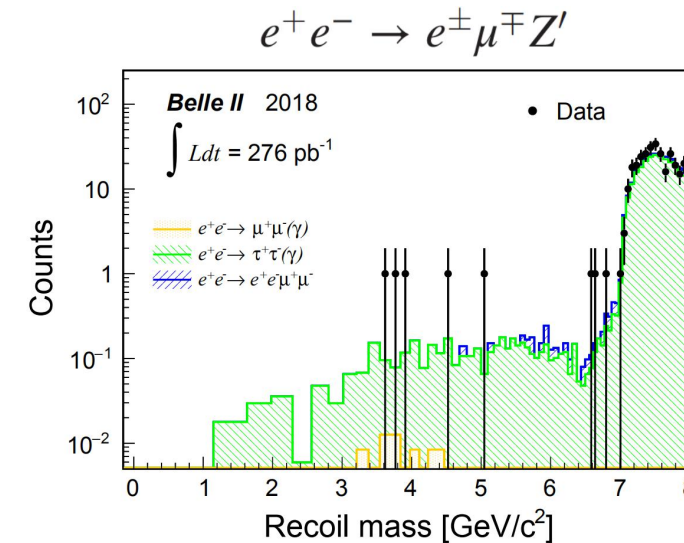 e⁺e⁻ → e^±μ^∓Z′
Belle II 2018
∫ Ldt = 276 pb⁻¹
Data
e⁺e⁻→ μ⁺μ⁻(γ)
e⁺e⁻→ τ⁺τ⁻(γ)
e⁺e⁻→ e⁺e⁻μ⁺μ⁻
Counts
10²
10
1
10⁻¹
10⁻²
0 1 2 3 4 5 6 7
Recoil mass [GeV/c²]